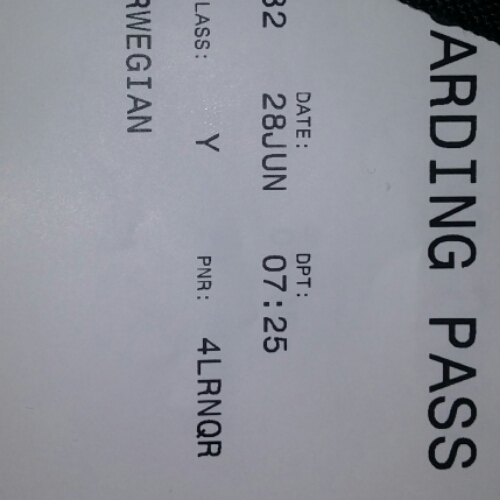 ARDING PASS
DATE: DPT:
32 28JUN 07:25
LASS: Y PNR: 4LRNQR
RWEGIAN